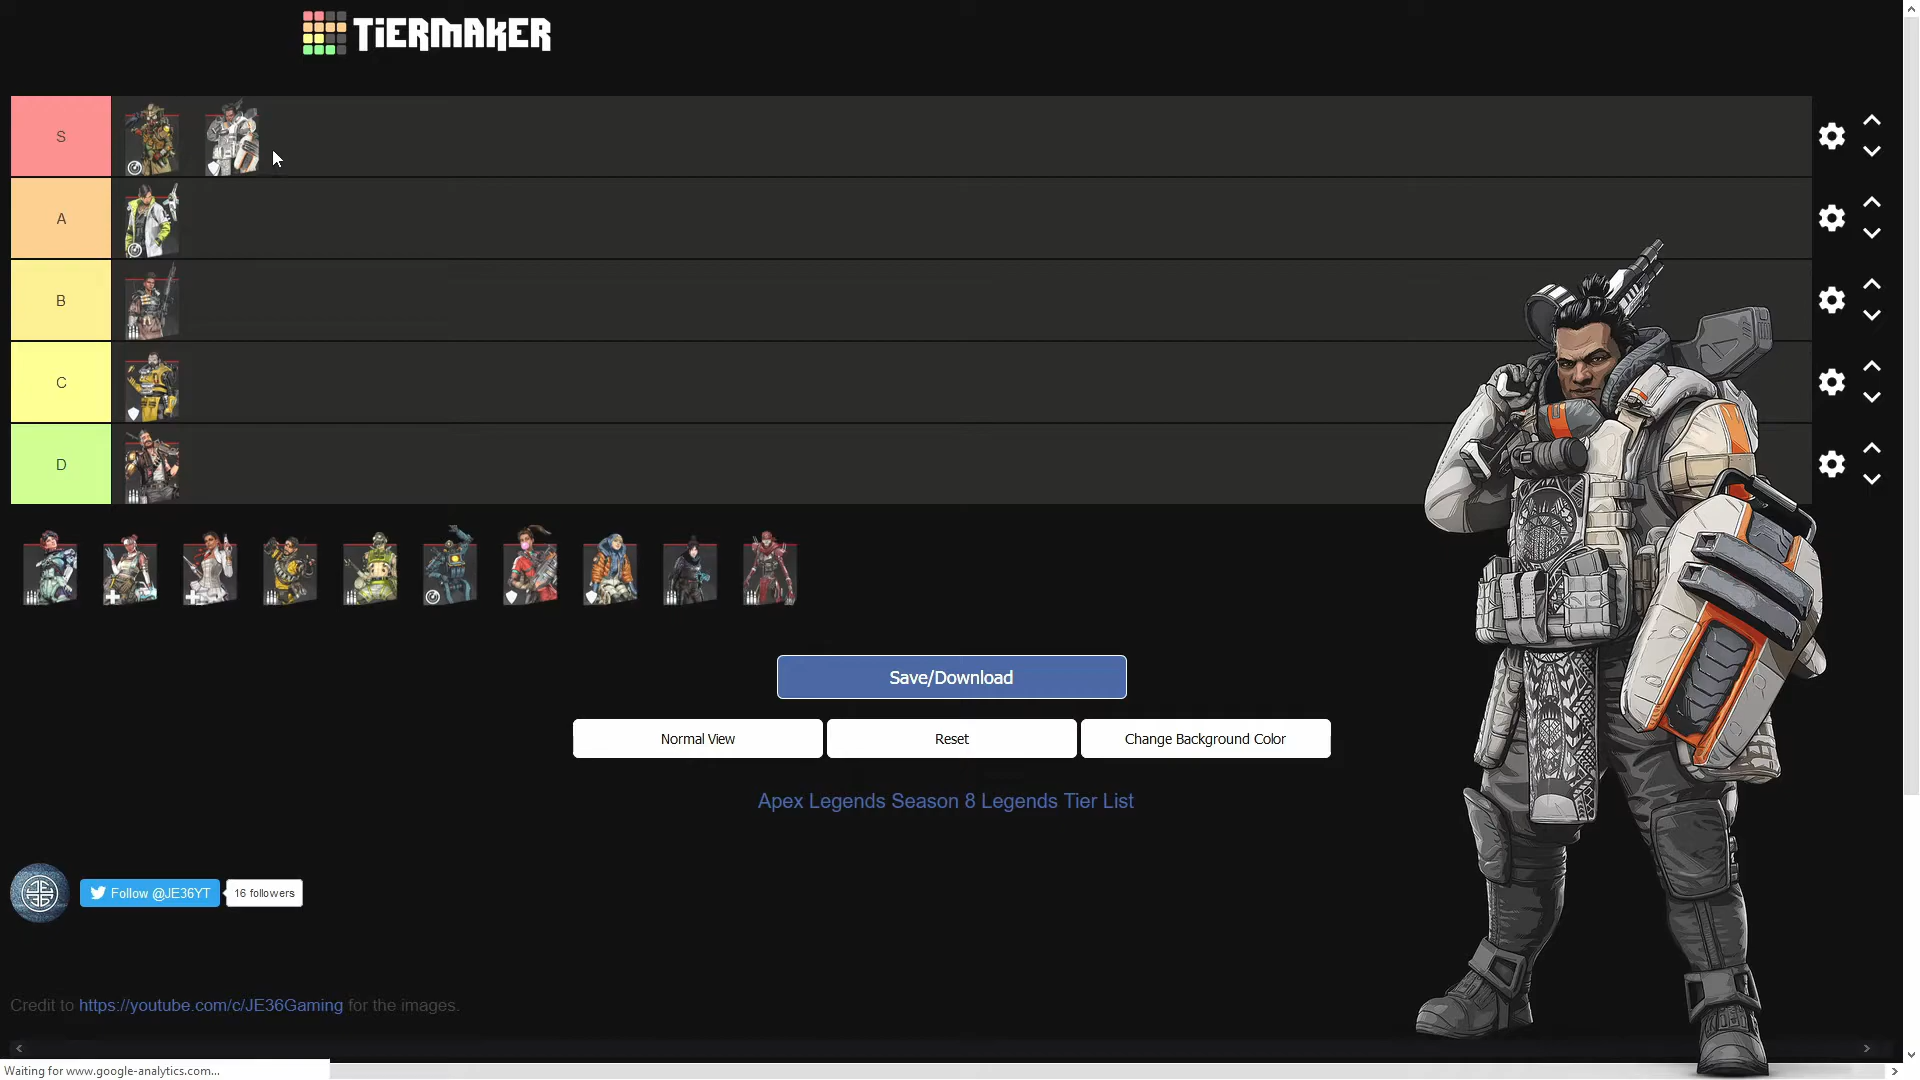 TIERMAKER
S
A
B
C
D
Save/Download
Normal View
Reset
Change Background Color
Apex Legends Season 8 Legends Tier List
Follow @JE36YT
16 followers
Credit to https://youtube.com/c/JE36Gaming for the images.
Waiting for www.google-analytics.com...